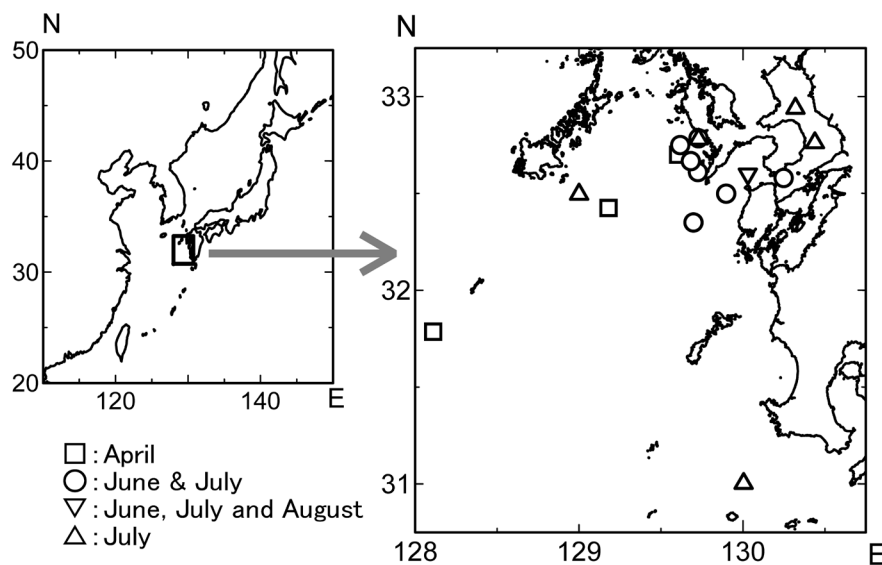 N
50
40
30
20
120
140
E
□ : April
○ : June & July
▽ : June, July and August
△ : July
N
33
32
31
128
129
130
E